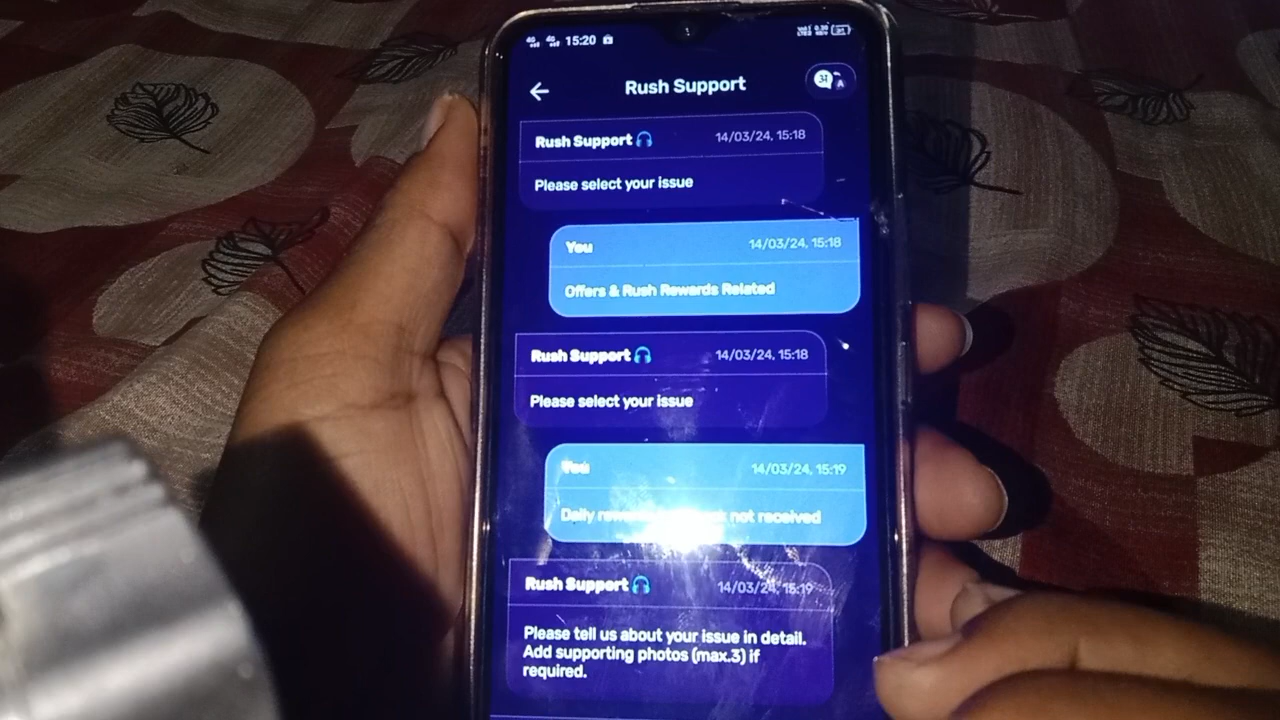 4G 4G 15:20
Rush Support
अ A
Rush Support 14/03/24, 15:18
Please select your issue
You 14/03/24, 15:18
Offers & Rush Rewards Related
Rush Support 14/03/24, 15:18
Please select your issue
You 14/03/24, 15:19
Daily not received
Rush Support 14/03/24, 15:19
Please tell us about your issue in detail.
Add supporting photos (max.3) if
required.